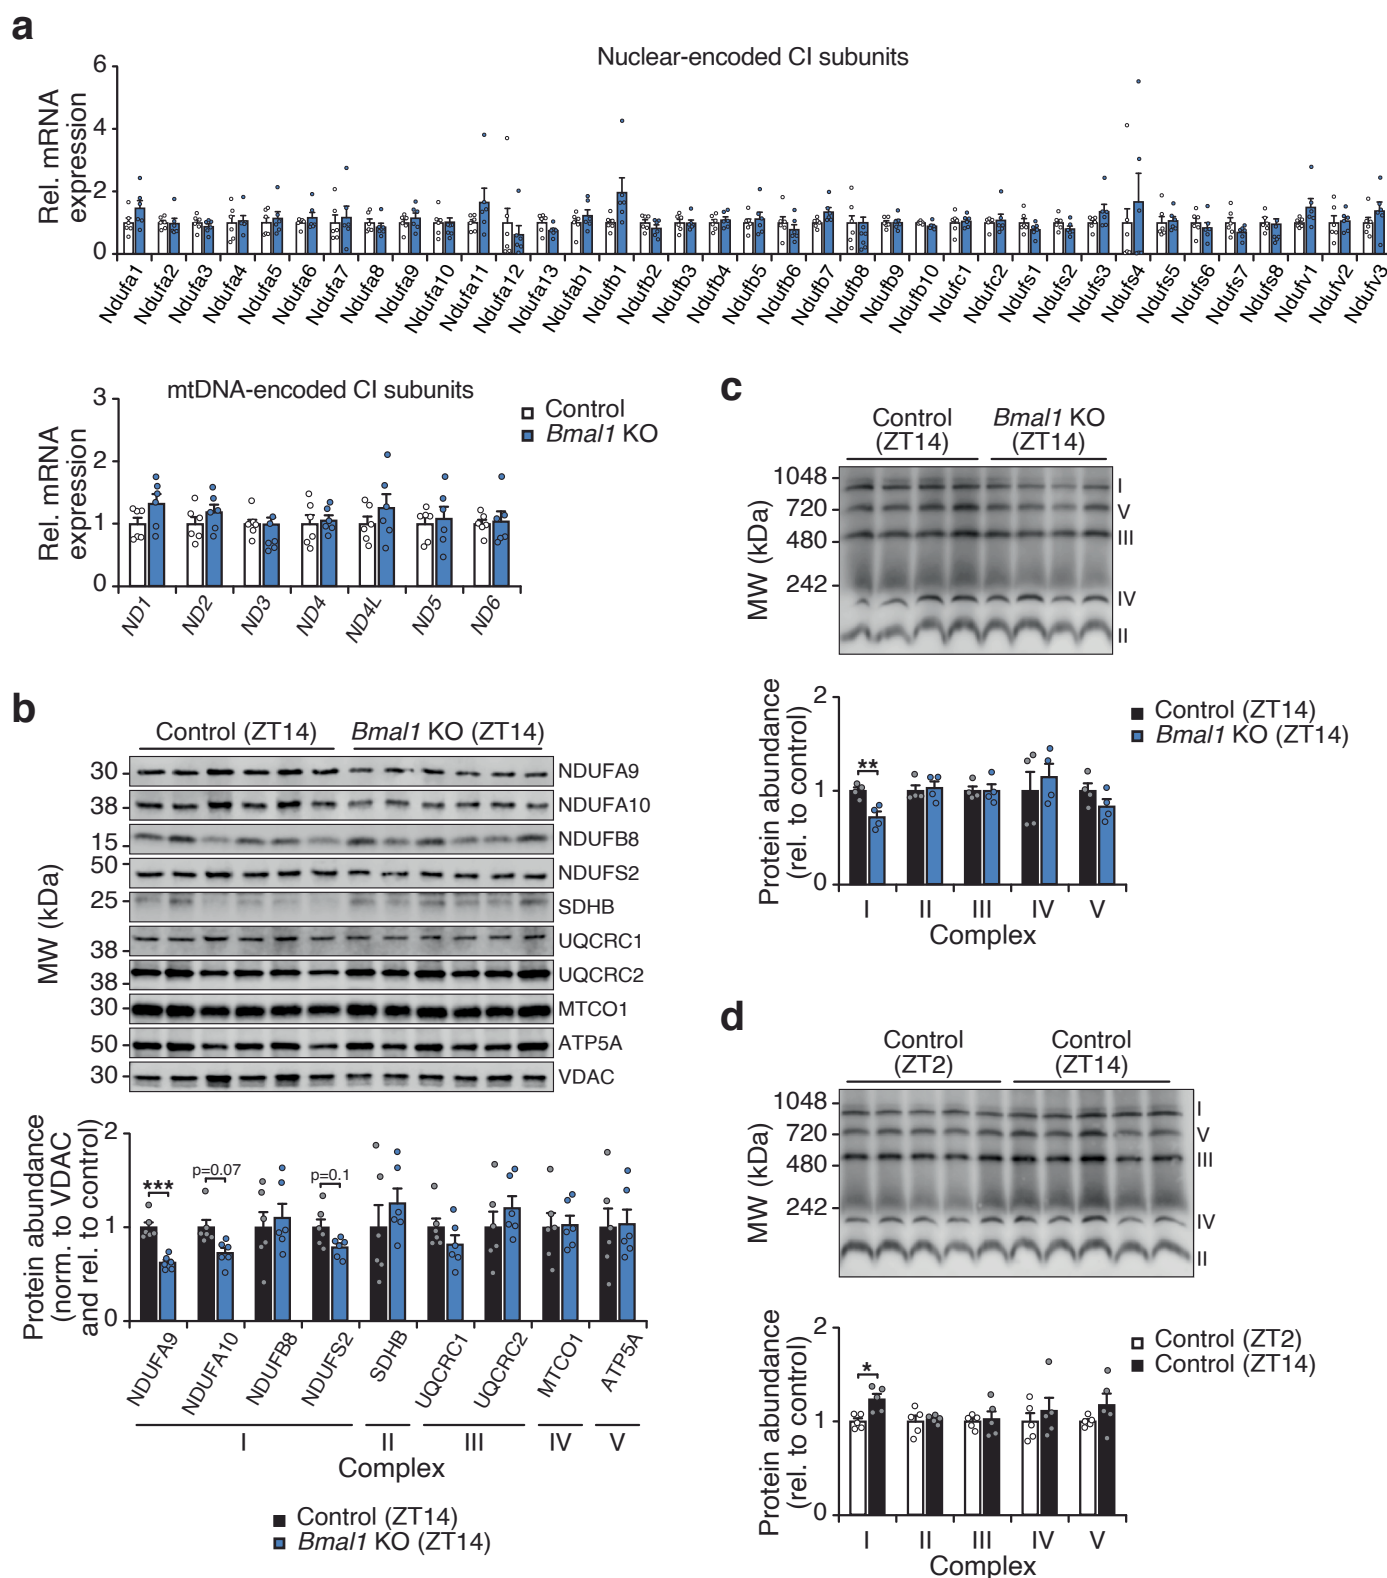 a
Nuclear-encoded CI subunits
Rel. mRNA
expression
6
4
2
0
Ndufa1
Ndufa2
Ndufa3
Ndufa4
Ndufa5
Ndufa6
Ndufa7
Ndufa8
Ndufa9
Ndufa10
Ndufa11
Ndufa12
Ndufa13
Ndufab1
Ndufb1
Ndufb2
Ndufb3
Ndufb4
Ndufb5
Ndufb6
Ndufb7
Ndufb8
Ndufb9
Ndufb10
Ndufc1
Ndufc2
Ndufs1
Ndufs2
Ndufs3
Ndufs4
Ndufs5
Ndufs6
Ndufs7
Ndufs8
Ndufv1
Ndufv2
Ndufv3
mtDNA-encoded CI subunits
Rel. mRNA
expression
3
2
1
0
ND1
ND2
ND3
ND4
ND4L
ND5
ND6
Control
Bmal1 KO
b
Control (ZT14)
Bmal1 KO (ZT14)
MW (kDa)
30
NDUFA9
38
NDUFA10
15
NDUFB8
50
NDUFS2
25
SDHB
38
UQCRC1
38
UQCRC2
30
MTCO1
50
ATP5A
30
VDAC
Protein abundance
(norm. to VDAC
and rel. to control)
2
1
0
***
p=0.07
p=0.1
NDUFA9
NDUFA10
NDUFB8
NDUFS2
SDHB
UQCRC1
UQCRC2
MTCO1
ATP5A
I
II
III
IV
V
Complex
Control (ZT14)
Bmal1 KO (ZT14)
c
Control
(ZT14)
Bmal1 KO
(ZT14)
MW (kDa)
1048
720
480
242
I
V
III
IV
II
Protein abundance
(rel. to control)
2
1
0
**
I
II
III
IV
V
Complex
Control (ZT14)
Bmal1 KO (ZT14)
d
Control
(ZT2)
Control
(ZT14)
MW (kDa)
1048
720
480
242
I
V
III
IV
II
Protein abundance
(rel. to control)
2
1
0
*
I
II
III
IV
V
Complex
Control (ZT2)
Control (ZT14)